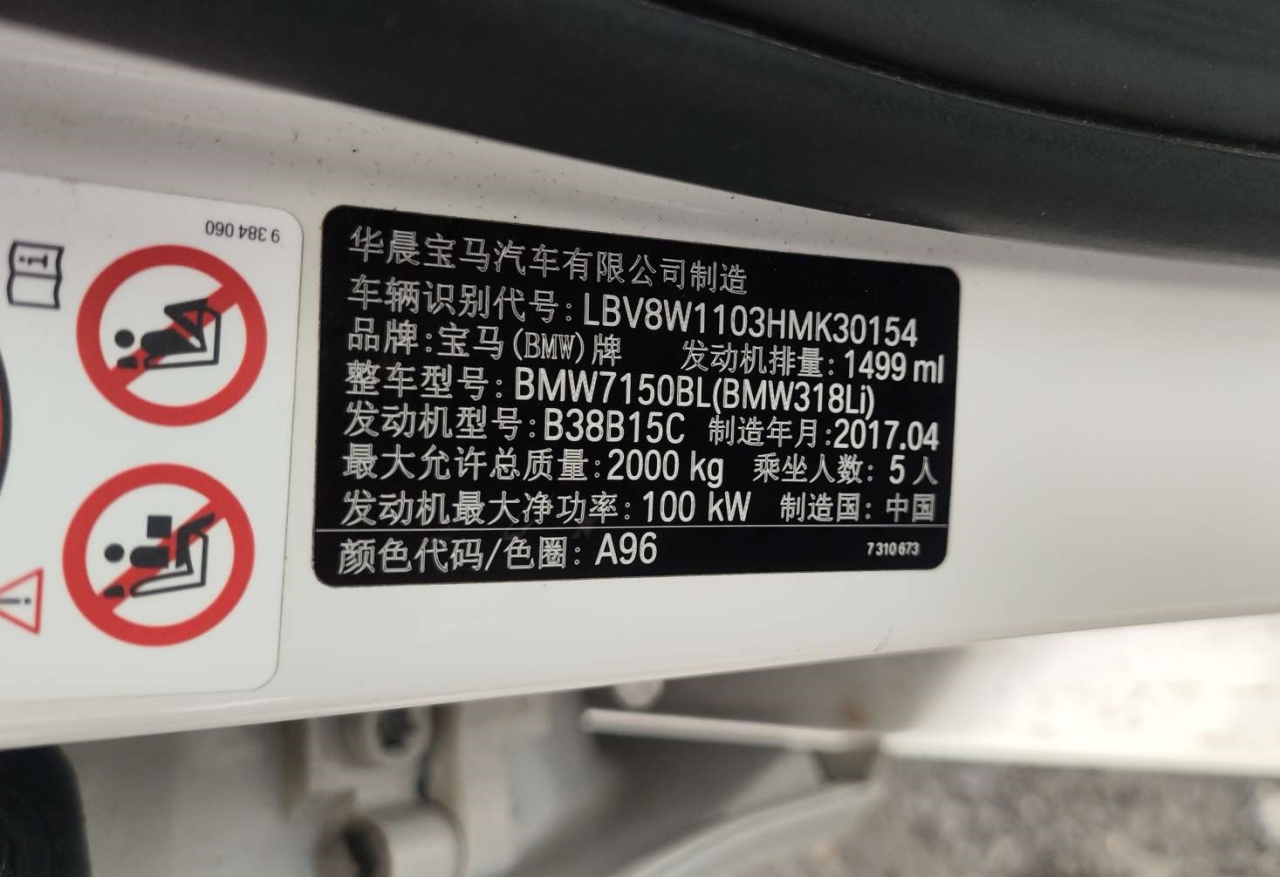 9 384 060
华晨宝马汽车有限公司制造
车辆识别代号: LBV8W1103HMK30154
品牌: 宝马(BMW)牌 发动机排量: 1499 ml
整车型号: BMW7150BL(BMW318Li)
发动机型号: B38B15C 制造年月: 2017.04
最大允许总质量: 2000 kg 乘坐人数: 5人
发动机最大净功率: 100 kW 制造国: 中国
颜色代码/色圈: A96 7 310 673